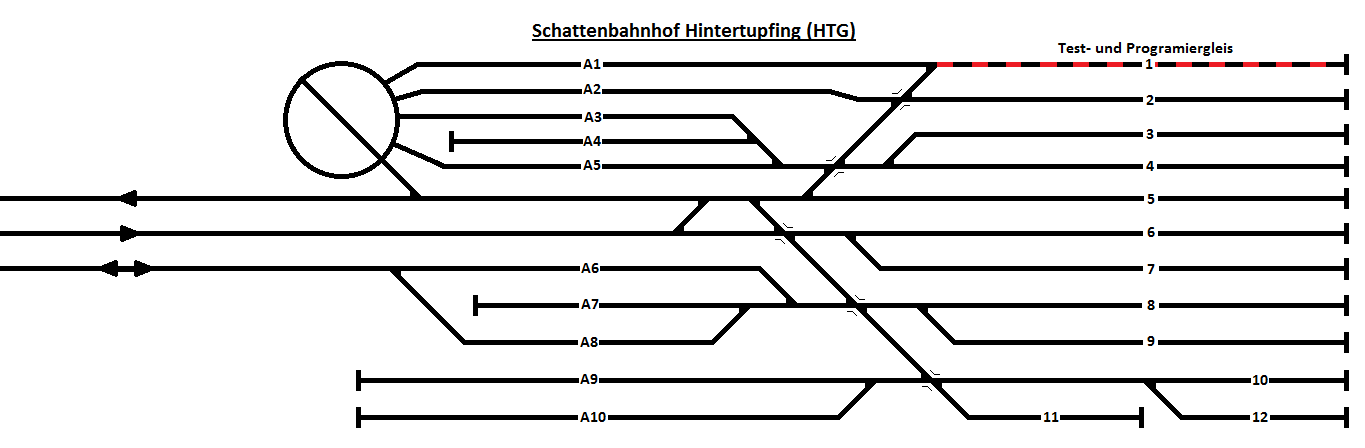 Schattenbahnhof Hintertupfing (HTG)
Test- und Programiergleis
A1 1
A2 2
A3
A4 3
A5 4
5
6
A6 7
A7 8
A8 9
A9 10
A10 11 12